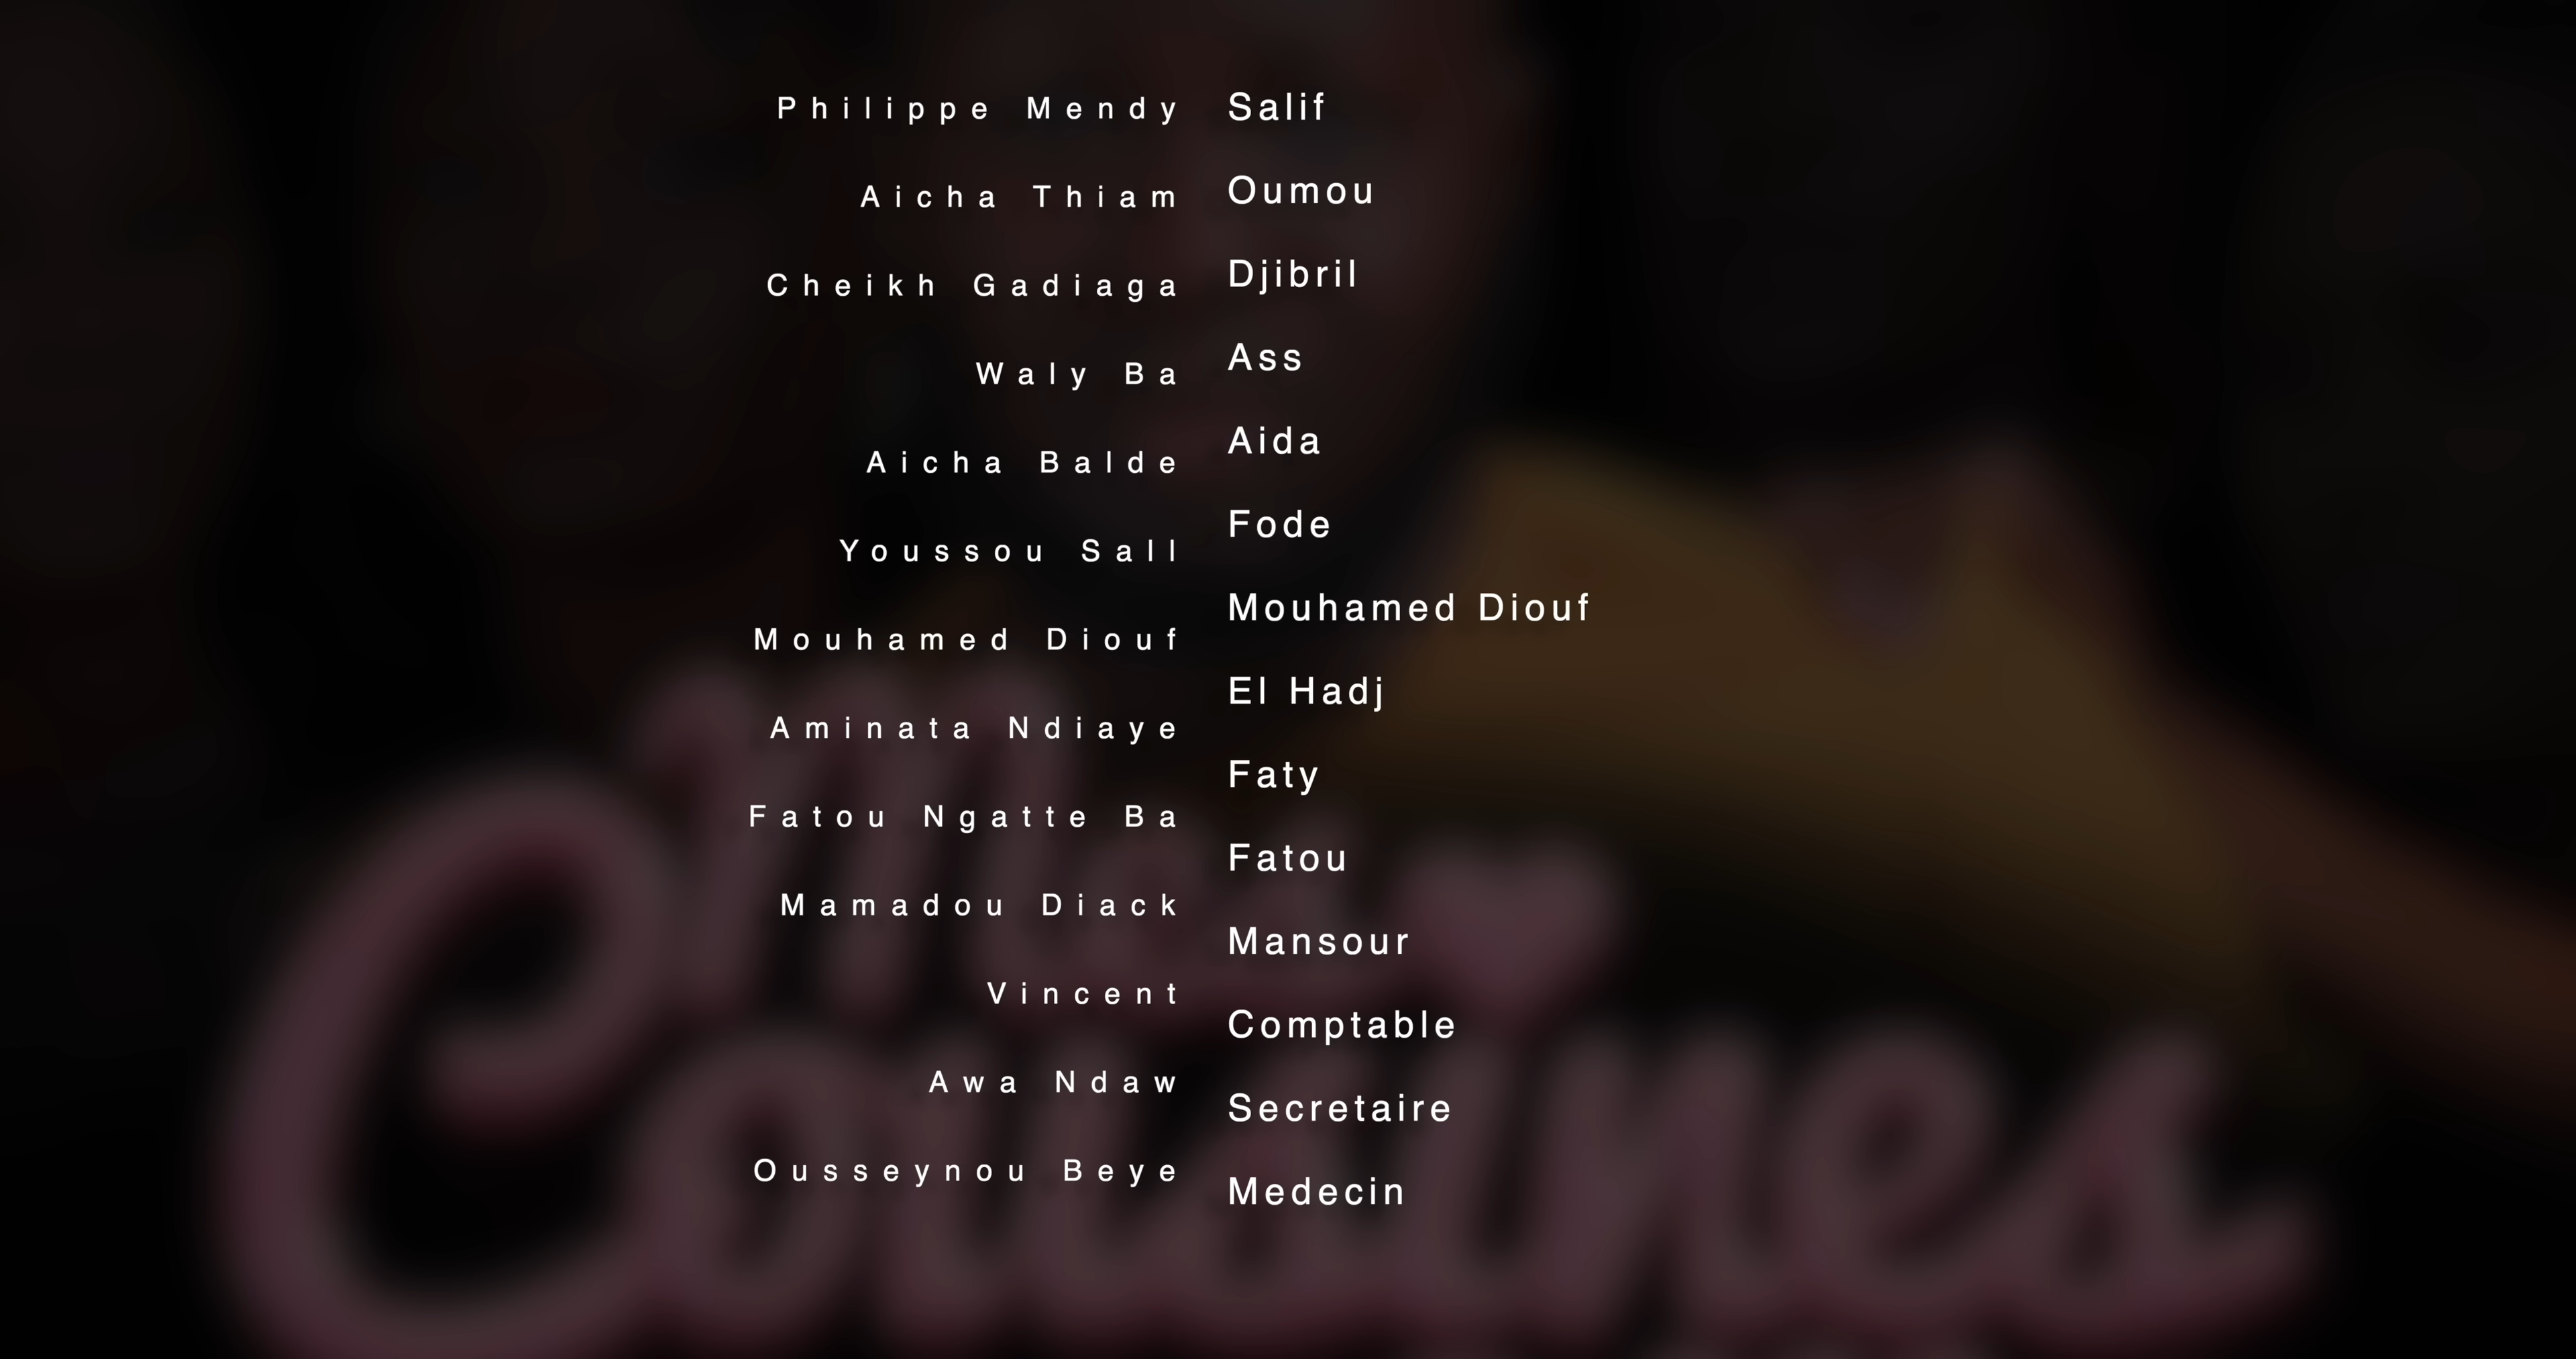 Philippe Mendy
Aicha Thiam
Cheikh Gadiaga
Waly Ba
Aicha Balde
Youssou Sall
Mouhamed Diouf
Aminata Ndiaye
Fatou Ngatte Ba
Mamadou Diack
Vincent
Awa Ndaw
Ousseynou Beye
Salif
Oumou
Djibril
Ass
Aida
Fode
Mouhamed Diouf
El Hadj
Faty
Fatou
Mansour
Comptable
Secretaire
Medecin
Mes
Cousines